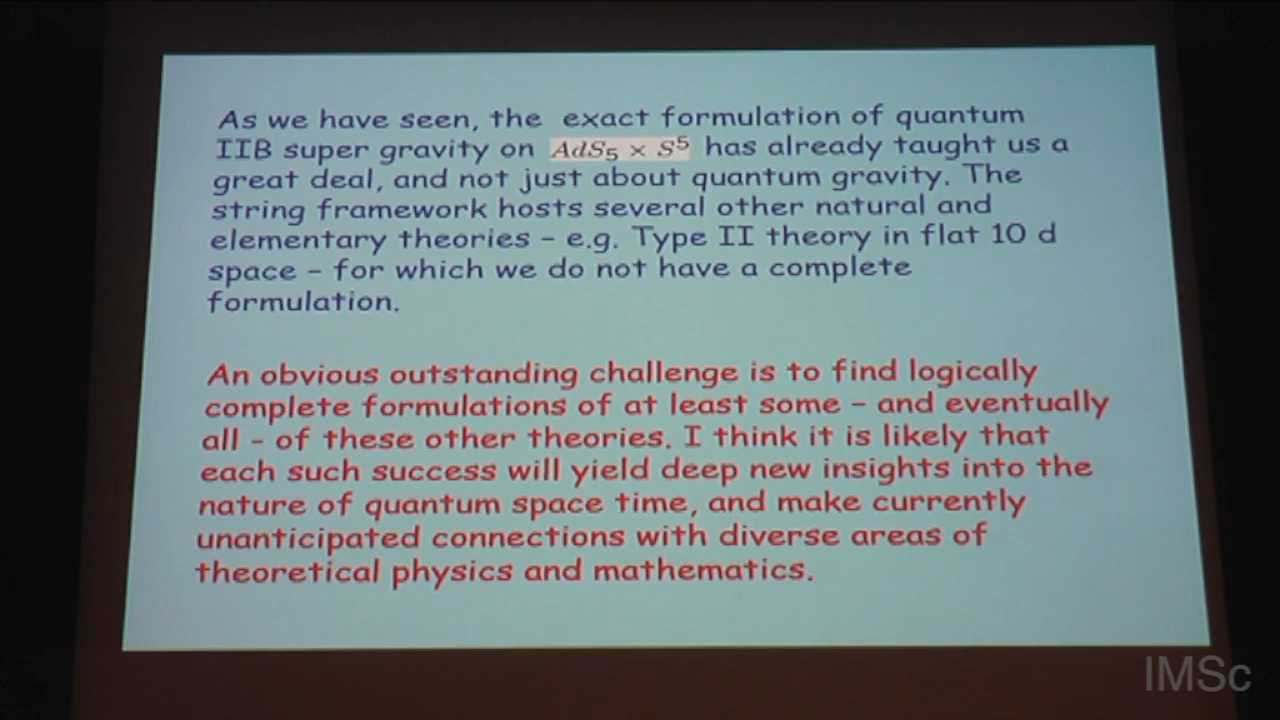 As we have seen, the exact formulation of quantum
IIB super gravity on AdS₅ × S⁵ has already taught us a
great deal, and not just about quantum gravity. The
string framework hosts several other natural and
elementary theories – e.g. Type II theory in flat 10 d
space – for which we do not have a complete
formulation.
An obvious outstanding challenge is to find logically
complete formulations of at least some – and eventually
all - of these other theories. I think it is likely that
each such success will yield deep new insights into the
nature of quantum space time, and make currently
unanticipated connections with diverse areas of
theoretical physics and mathematics.
IMSc